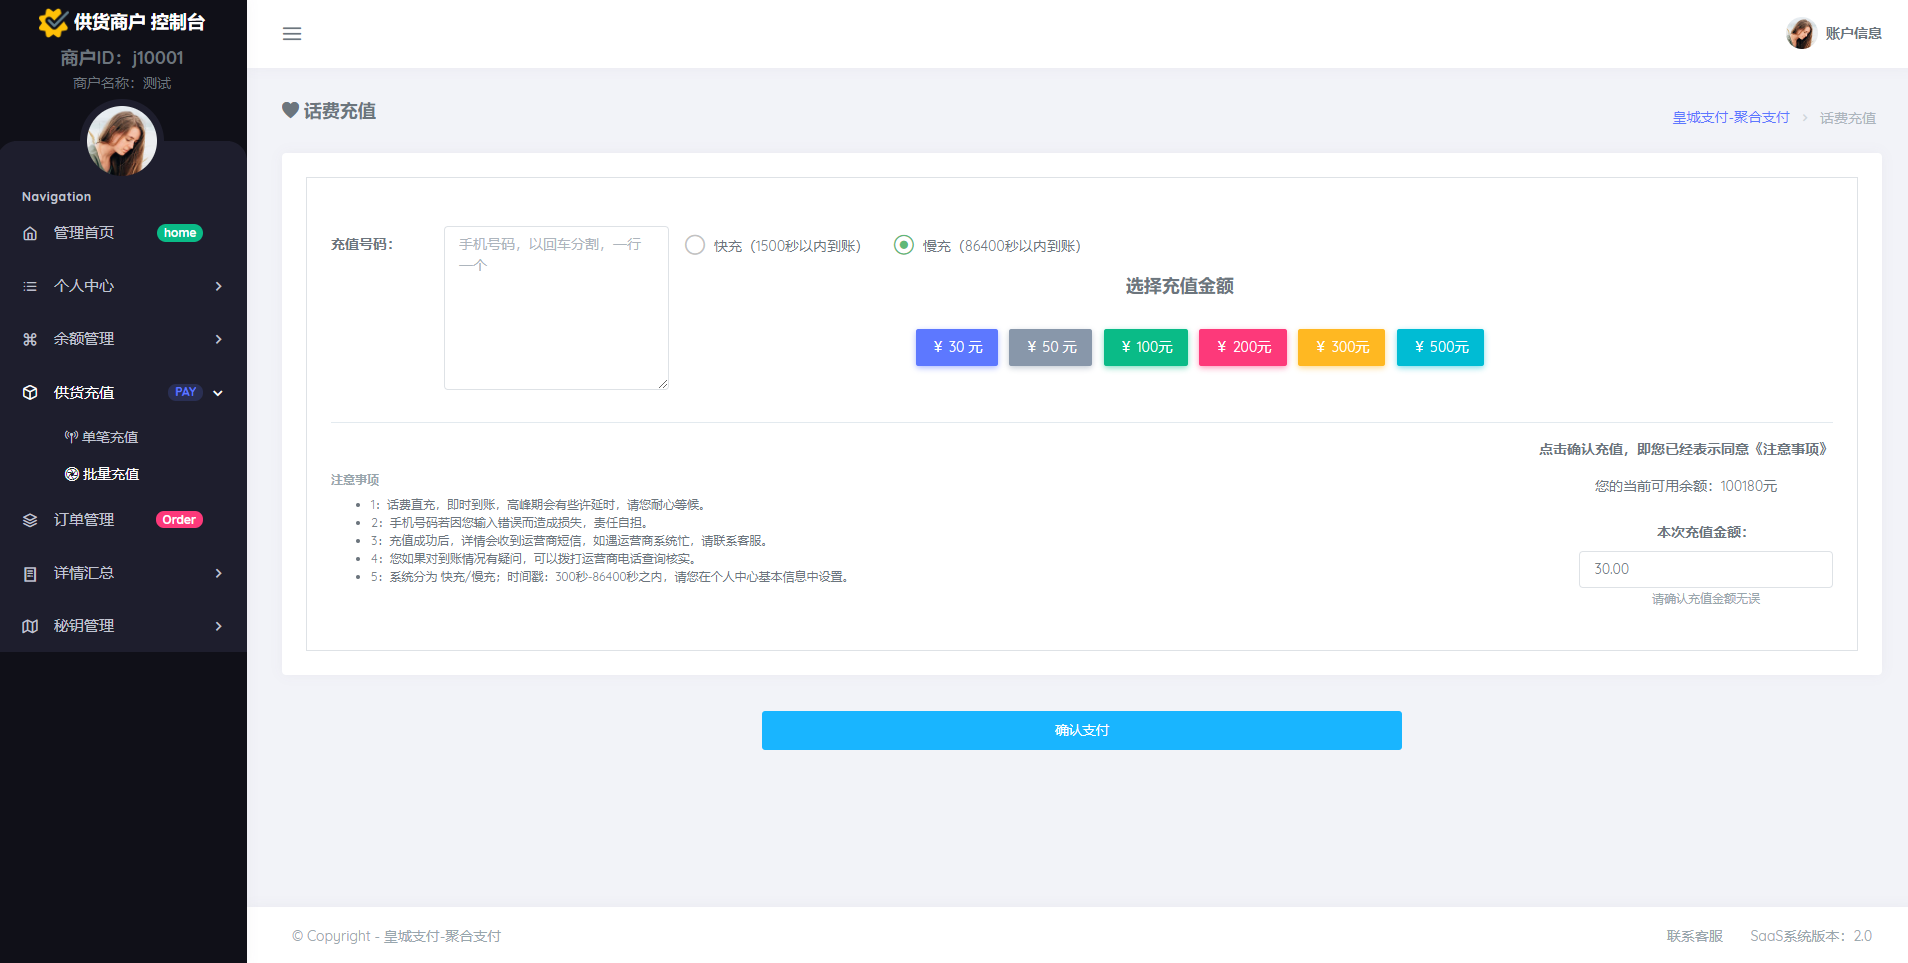 供货商户 控制台
商户ID：j10001
商户名称：测试
Navigation
管理首页 home
个人中心
余额管理
供货充值 PAY
单笔充值
批量充值
订单管理 Order
详情汇总
秘钥管理
账户信息
话费充值
皇城支付-聚合支付 > 话费充值
充值号码：
手机号码，以回车分割，一行
一个
快充（1500秒以内到账）
慢充（86400秒以内到账）
选择充值金额
¥ 30 元
¥ 50 元
¥ 100元
¥ 200元
¥ 300元
¥ 500元
点击确认充值，即您已经表示同意《注意事项》
您的当前可用余额：100180元
本次充值金额：
30.00
请确认充值金额无误
注意事项
1：话费直充，即时到账，高峰期会有些许延时，请您耐心等候。
2：手机号码若因您输入错误而造成损失，责任自担。
3：充值成功后，详情会收到运营商短信，如遇运营商系统忙，请联系客服。
4：您如果对到账情况有疑问，可以拨打运营商电话查询核实。
5：系统分为 快充/慢充；时间戳：300秒-86400秒之内，请您在个人中心基本信息中设置。
确认支付
© Copyright - 皇城支付-聚合支付
联系客服 SaaS系统版本：2.0